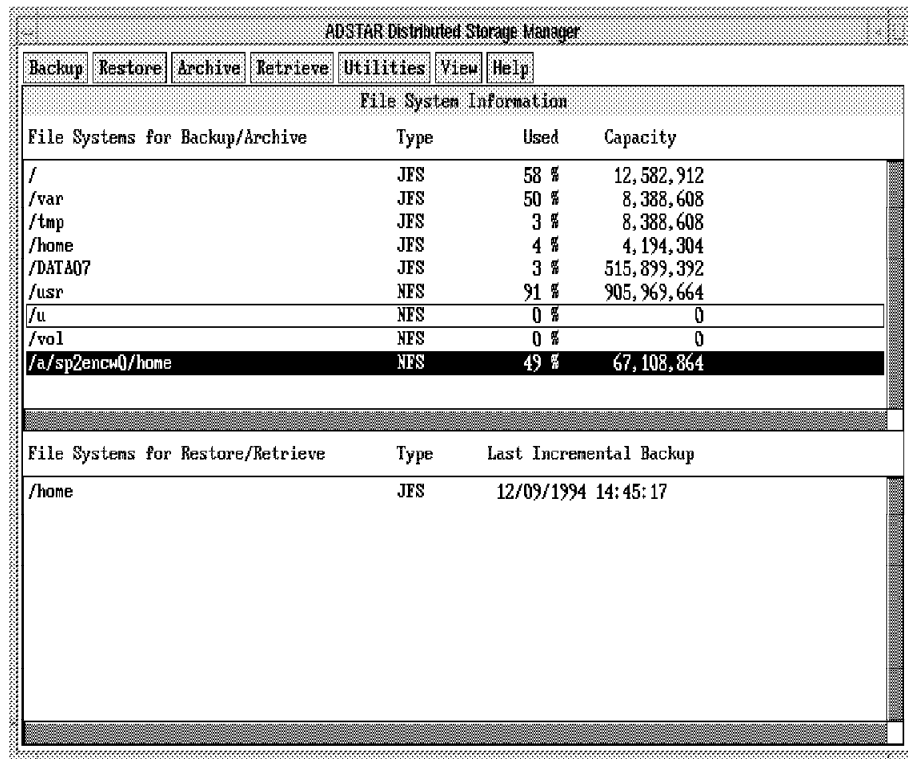 ADSTAR Distributed Storage Manager
Backup Restore Archive Retrieve Utilities View Help
File System Information
File Systems for Backup/Archive Type Used Capacity
/ JFS 58 % 12,582,912
/var JFS 50 % 8,388,608
/tmp JFS 3 % 8,388,608
/home JFS 4 % 4,194,304
/DATA07 JFS 3 % 515,899,392
/usr NFS 91 % 905,969,664
/u NFS 0 % 0
/vol NFS 0 % 0
/a/sp2encw0/home NFS 49 % 67,108,864
File Systems for Restore/Retrieve Type Last Incremental Backup
/home JFS 12/09/1994 14:45:17